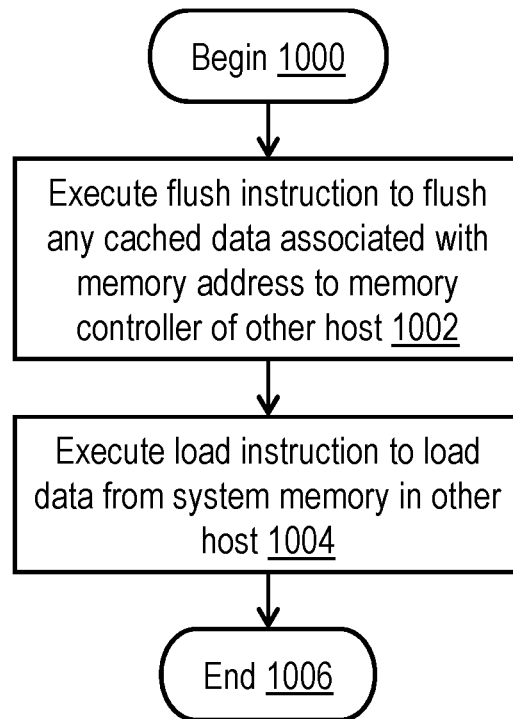 Begin 1000
Execute flush instruction to flush
any cached data associated with
memory address to memory
controller of other host 1002
Execute load instruction to load
data from system memory in other
host 1004
End 1006